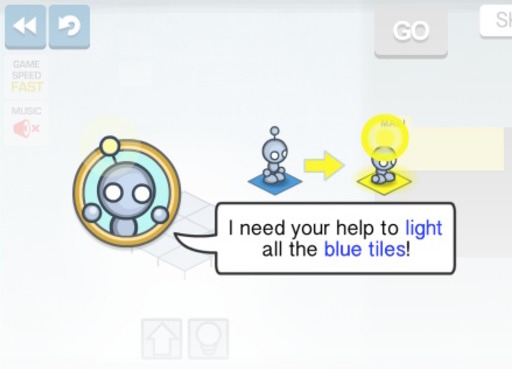 GO
GAME
SPEED
FAST
MUSIC
I need your help to light
all the blue tiles!